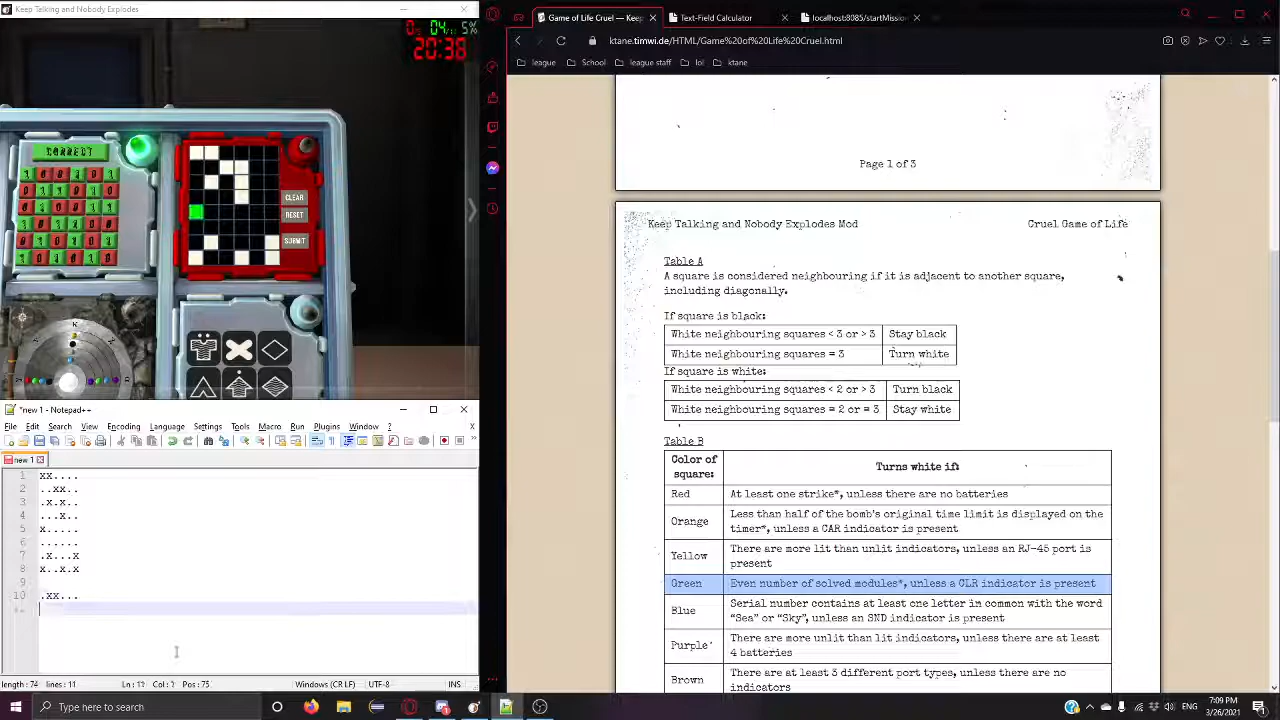 Keep Talking and Nobody Explodes
Game of Life Cruel — Keep
Text-Field Calculator
ktane.timwi.de/HTML/Game%20of%20Life%20Cruel.html
league
School
league staff
lol
ktane
5%
20:38
CORRECT
CLEAR
RESET
SUBMIT
Page 1 of 3
Keep Talking and Nobody Explodes Mod
Cruel Game of Life
Table A
A square is considered neighbouring if it is adjacent to another square,
including diagonally.
If square is black:
White neighbouring squares < 3 or > 3 Stay black
White neighbouring squares = 3 Turn white
If square is white:
White neighbouring squares < 2 or > 3 Turn black
White neighbouring squares = 2 or = 3 Stay white
Table B
Color of square: Turns white if:
Red At least one strike*, unless there are no batteries
Orange Less than half of the bomb's original time limit is displayed on the
timer*, unless a CAR indicator is present
Yellow There are more lit than unlit indicators, unless an RJ-45 port is
present
Green Even number of solved modules*, unless a CLR indicator is present
Blue Serial number contains at least one letter in common with the word
"Sea" or "Sky", unless an SND indicator is present
Purple There are more unlit than lit indicators, unless there are at least
4 batteries
Brown There are at least 3 different port types, unless there are no
indicators
*new 1 - Notepad++
File Edit Search View Encoding Language Settings Tools Macro Run Plugins Window ?
new 1
1 xx....
2 ..xx..
3 .x.x..
4 ...x..
5 x.....
6 ......
7 .x...x
8 x..x.x
9
10 .xx...
length: 74 lines: 11
Ln: 11 Col: 1 Pos: 75
Windows (CR LF)
UTF-8
INS
Type here to search
ENG
7:09 PM
3/26/2021